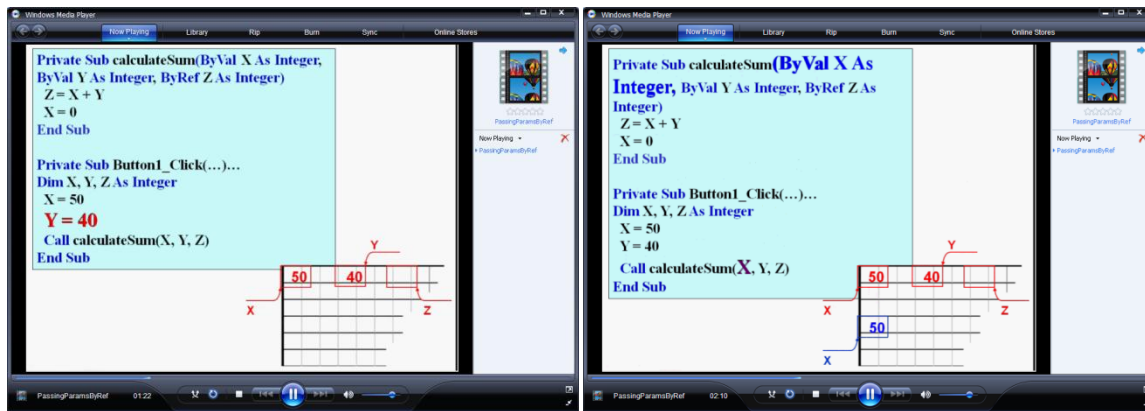 Windows Media Player
Now Playing Library Rip Burn Sync Online Stores
Private Sub calculateSum(ByVal X As Integer,
ByVal Y As Integer, ByRef Z As Integer)
Z = X + Y
X = 0
End Sub
Private Sub Button1_Click(…)…
Dim X, Y, Z As Integer
X = 50
Y = 40
Call calculateSum(X, Y, Z)
End Sub
Y
50 40
X Z
PassingParamsByRef
Now Playing
PassingParamsByRef
PassingParamsByRef 01:22
Windows Media Player
Now Playing Library Rip Burn Sync Online Stores
Private Sub calculateSum(ByVal X As
Integer, ByVal Y As Integer, ByRef Z As
Integer)
Z = X + Y
X = 0
End Sub
Private Sub Button1_Click(…)…
Dim X, Y, Z As Integer
X = 50
Y = 40
Call calculateSum(X, Y, Z)
End Sub
Y
50 40
X Z
50
X
PassingParamsByRef
Now Playing
PassingParamsByRef
PassingParamsByRef 02:10